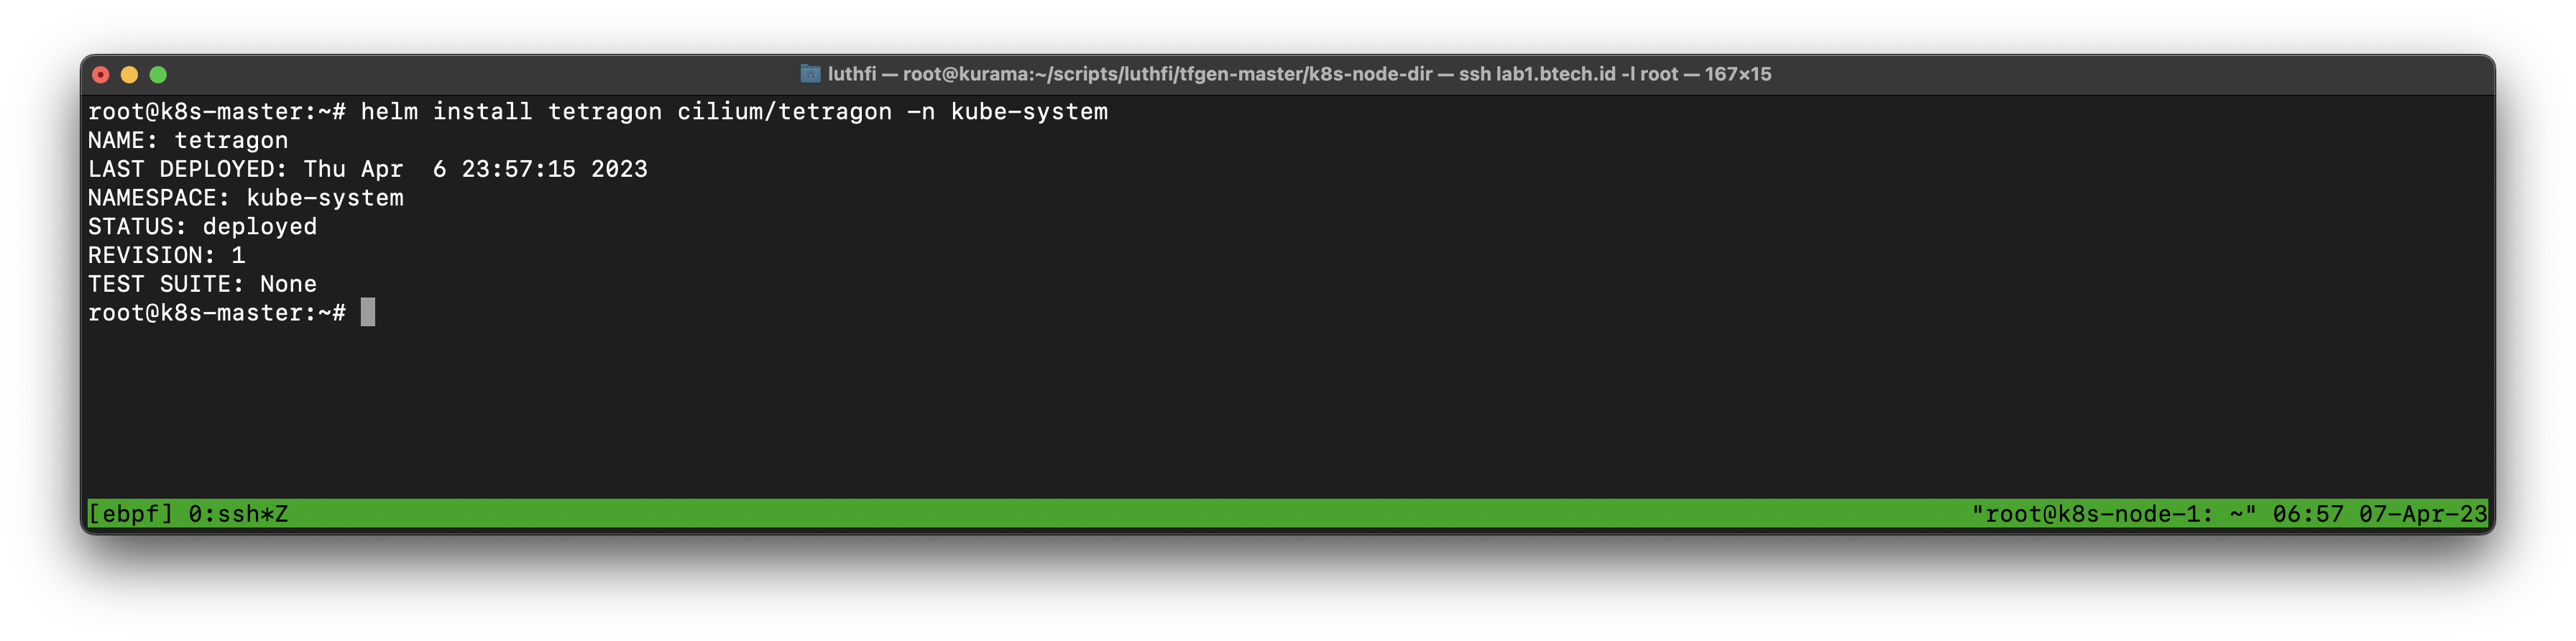 luthfi — root@kurama:~/scripts/luthfi/tfgen-master/k8s-node-dir — ssh lab1.btech.id -l root — 167×15
root@k8s-master:~# helm install tetragon cilium/tetragon -n kube-system
NAME: tetragon
LAST DEPLOYED: Thu Apr  6 23:57:15 2023
NAMESPACE: kube-system
STATUS: deployed
REVISION: 1
TEST SUITE: None
root@k8s-master:~#
[ebpf] 0:ssh*Z "root@k8s-node-1: ~" 06:57 07-Apr-23